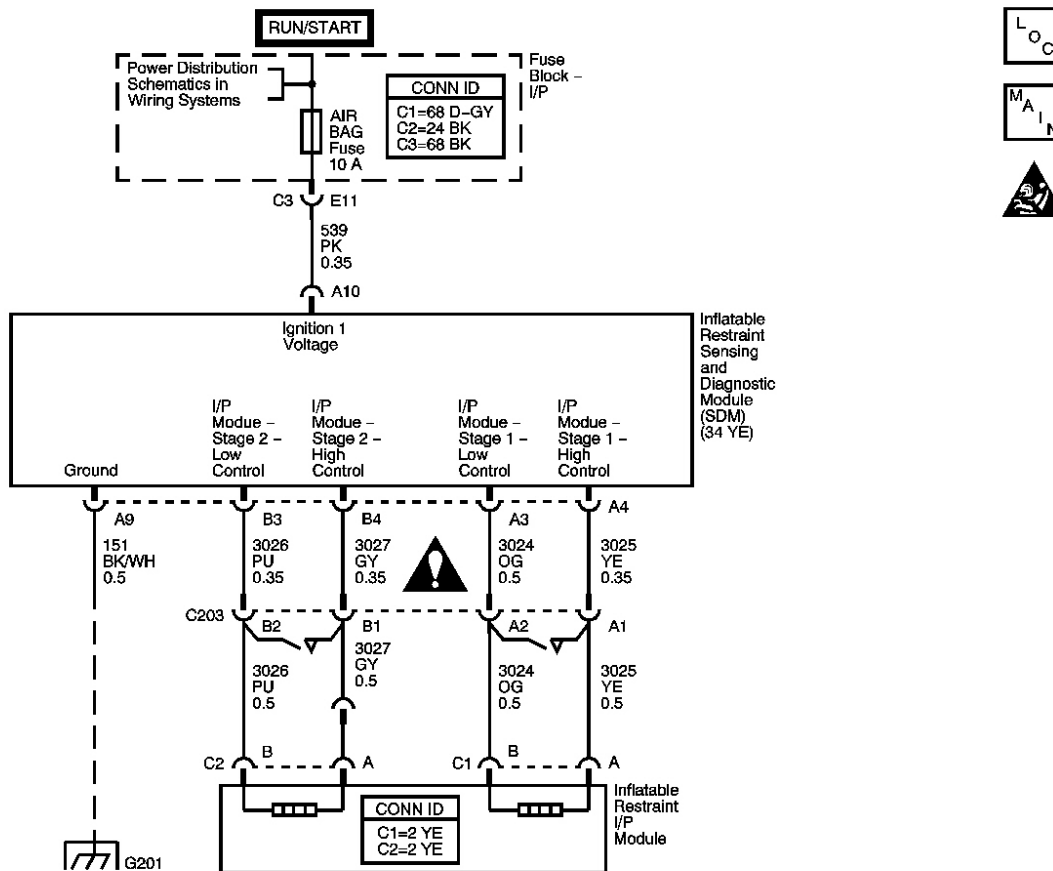 RUN/START
Power Distribution
Schematics in
Wiring Systems
AIR
BAG
Fuse
10 A
CONN ID
C1=68 D-GY
C2=24 BK
C3=68 BK
Fuse
Block –
I/P
L
O
C
M
A
I
N
C3
E11
539
PK
0.35
A10
Ignition 1
Voltage
Inflatable
Restraint
Sensing
and
Diagnostic
Module
(SDM)
(34 YE)
Ground
I/P
Modue –
Stage 2 –
Low
Control
I/P
Modue –
Stage 2 –
High
Control
I/P
Modue –
Stage 1 –
Low
Control
I/P
Modue –
Stage 1 –
High
Control
A9
B3
B4
A3
A4
151
BK/WH
0.5
3026
PU
0.35
3027
GY
0.35
!
3024
OG
0.5
3025
YE
0.35
C203
B2
B1
A2
A1
3026
PU
0.5
3027
GY
0.5
3024
OG
0.5
3025
YE
0.5
C2
B
A
C1
B
A
CONN ID
C1=2 YE
C2=2 YE
Inflatable
Restraint
I/P
Module
G201